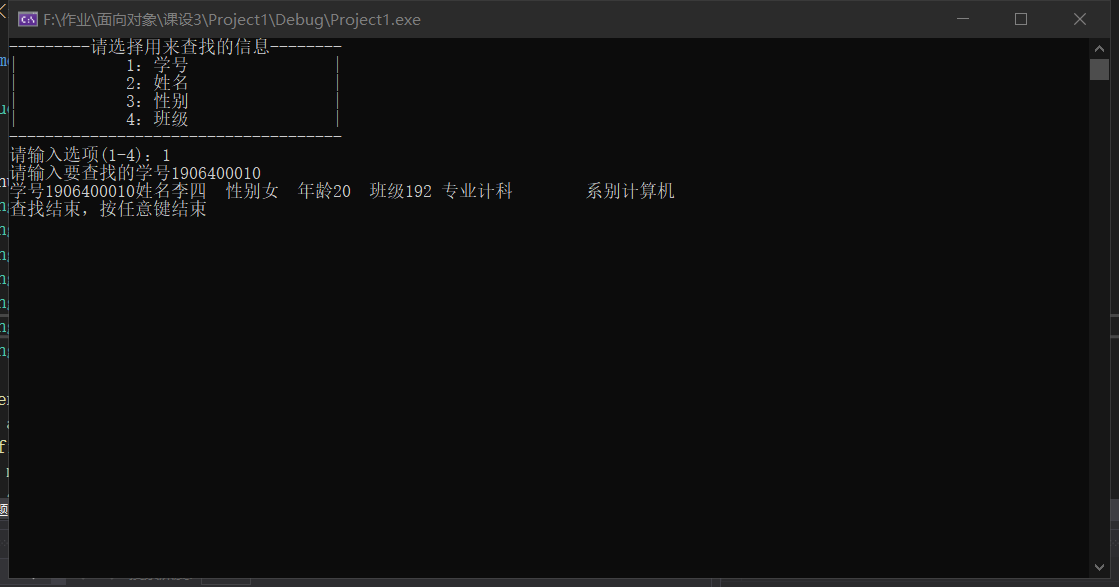 F:\作业\面向对象\课设3\Project1\Debug\Project1.exe
---------请选择用来查找的信息--------
| 1: 学号 |
| 2: 姓名 |
| 3: 性别 |
| 4: 班级 |
-------------------------------------
请输入选项(1-4): 1
请输入要查找的学号1906400010
学号1906400010姓名李四 性别女 年龄20 班级192 专业计科 系别计算机
查找结束，按任意键结束